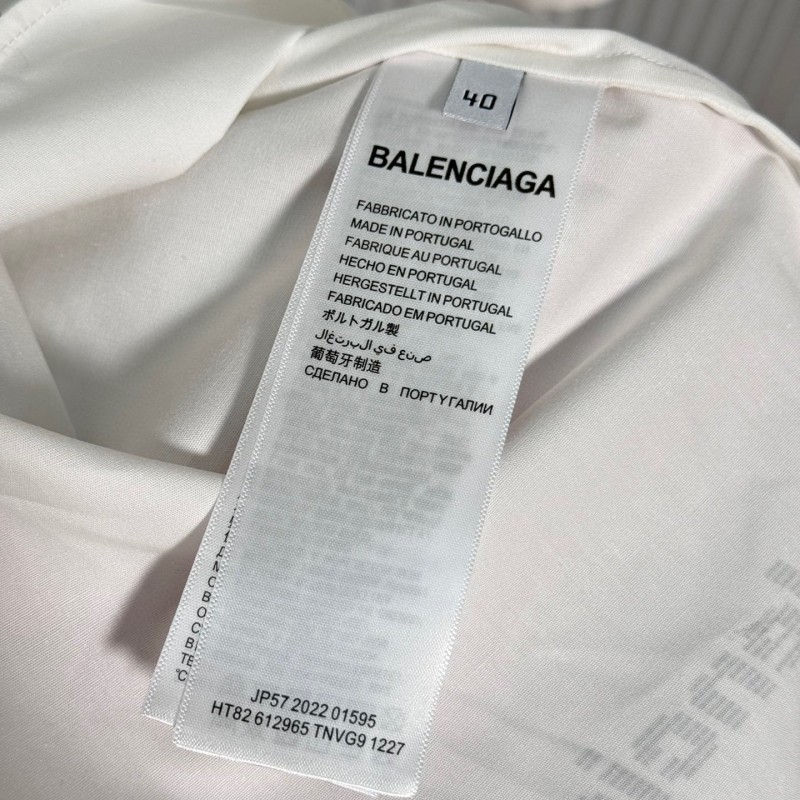 40
BALENCIAGA
FABBRICATO IN PORTOGALLO
MADE IN PORTUGAL
FABRIQUE AU PORTUGAL
HECHO EN PORTUGAL
HERGESTELLT IN PORTUGAL
FABRICADO EM PORTUGAL
ポルトガル製
صنع في البرتغال
葡萄牙制造
СДЕЛАНО В ПОРТУГАЛИИ
JP57 2022 01595
HT82 612965 TNVG9 1227